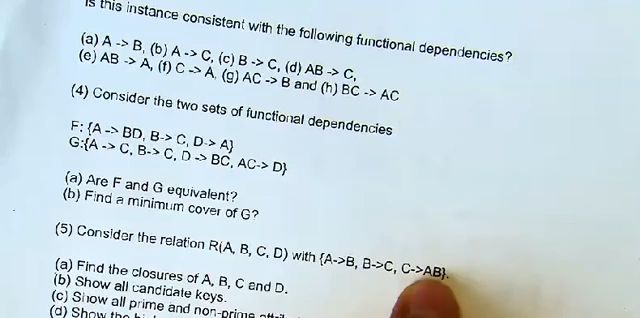 Is this instance consistent with the following functional dependencies?
(a) A -> B, (b) A -> C, (c) B -> C, (d) AB -> C,
(e) AB -> A, (f) C -> A, (g) AC -> B and (h) BC -> AC
(4) Consider the two sets of functional dependencies
F: {A -> BD, B-> C, D-> A}
G:{A -> C, B-> C, D -> BC, AC-> D}
(a) Are F and G equivalent?
(b) Find a minimum cover of G?
(5) Consider the relation R(A, B, C, D) with {A->B, B->C, C->AB}.
(a) Find the closures of A, B, C and D.
(b) Show all candidate keys.
(c) Show all prime and non-prime
(d) Show